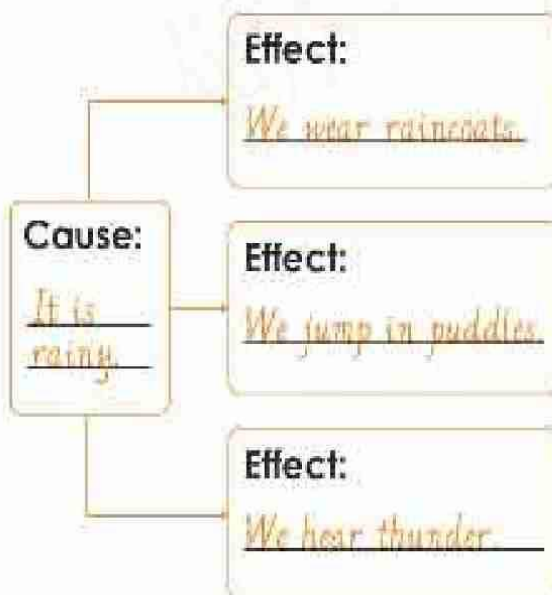 Effect:
We wear raincoats.
Cause:
It is
rainy.
Effect:
We jump in puddles.
Effect:
We hear thunder.